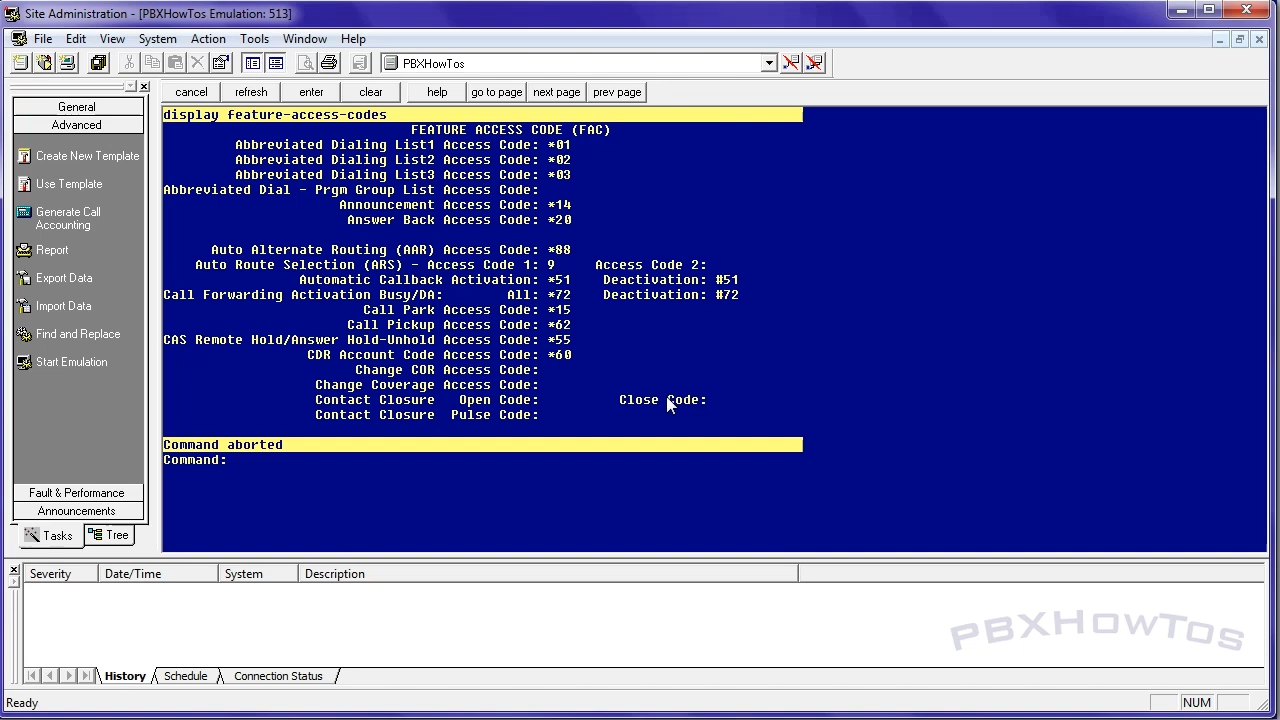 Site Administration - [PBXHowTos Emulation: 513]
File Edit View System Action Tools Window Help
PBXHowTos
cancel refresh enter clear help go to page next page prev page
General
Advanced
Create New Template
Use Template
Generate Call
Accounting
Report
Export Data
Import Data
Find and Replace
Start Emulation
Fault & Performance
Announcements
Tasks Tree
display feature-access-codes
FEATURE ACCESS CODE (FAC)
Abbreviated Dialing List1 Access Code: *01
Abbreviated Dialing List2 Access Code: *02
Abbreviated Dialing List3 Access Code: *03
Abbreviated Dial - Prgm Group List Access Code:
Announcement Access Code: *14
Answer Back Access Code: *20
Auto Alternate Routing (AAR) Access Code: *88
Auto Route Selection (ARS) - Access Code 1: 9 Access Code 2:
Automatic Callback Activation: *51 Deactivation: #51
Call Forwarding Activation Busy/DA: All: *72 Deactivation: #72
Call Park Access Code: *15
Call Pickup Access Code: *62
CAS Remote Hold/Answer Hold-Unhold Access Code: *55
CDR Account Code Access Code: *60
Change COR Access Code:
Change Coverage Access Code:
Contact Closure Open Code: Close Code:
Contact Closure Pulse Code:
Command aborted
Command:
Severity Date/Time System Description
PBXHowTos
History Schedule Connection Status
Ready NUM